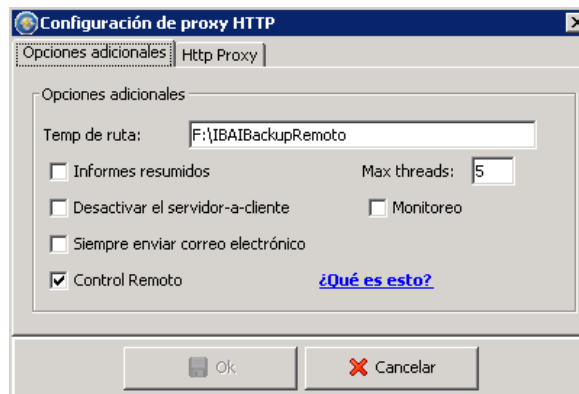 Configuración de proxy HTTP
Opciones adicionales Http Proxy
Opciones adicionales
Temp de ruta: F:\IBAIBackupRemoto
Informes resumidos Max threads: 5
Desactivar el servidor-a-cliente Monitoreo
Siempre enviar correo electrónico
Control Remoto ¿Qué es esto?
Ok Cancelar